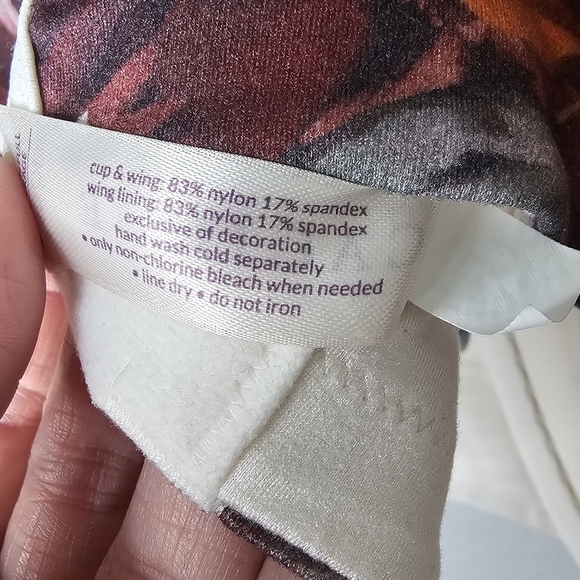 cup & wing: 83% nylon 17% spandex
wing lining: 83% nylon 17% spandex
exclusive of decoration
hand wash cold separately
• only non-chlorine bleach when needed
• line dry • do not iron